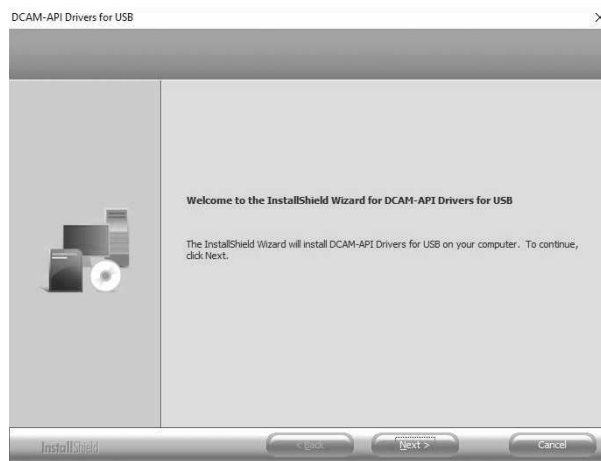 DCAM-API Drivers for USB
Welcome to the InstallShield Wizard for DCAM-API Drivers for USB
The InstallShield Wizard will install DCAM-API Drivers for USB on your computer.  To continue,
click Next.
InstallShield
< Back
Next >
Cancel